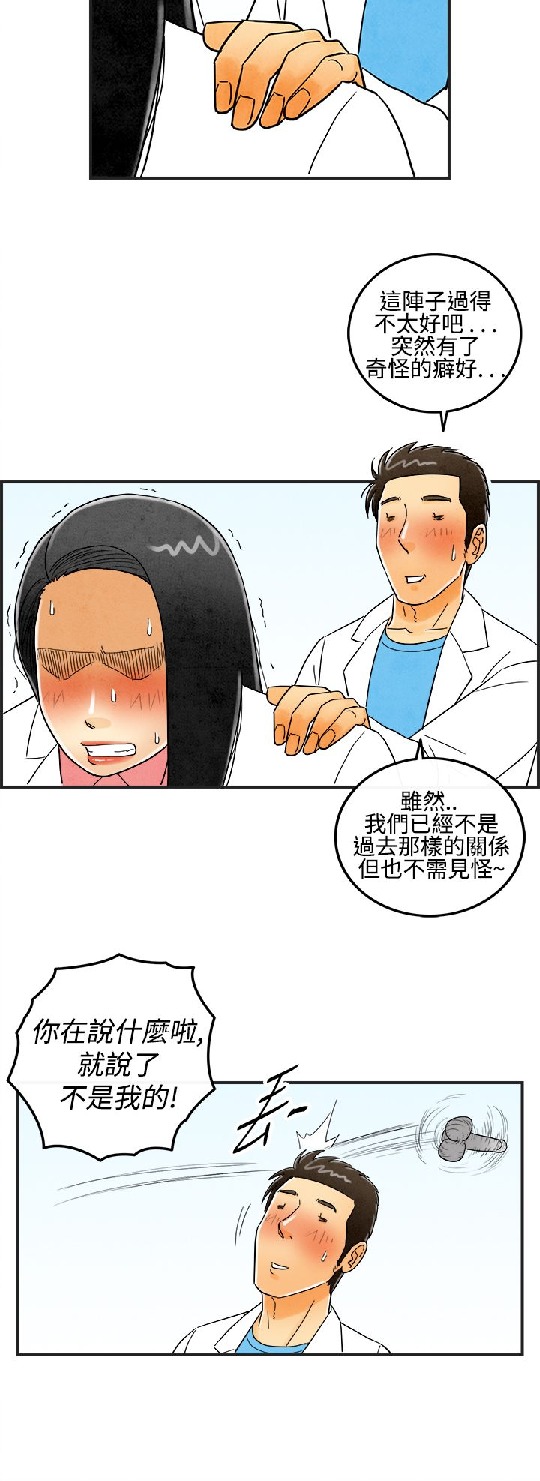 這陣子過得
不太好吧...
突然有了
奇怪的癖好...
雖然..
我們已經不是
過去那樣的關係
但也不需見怪~
你在說什麼啦,
就說了
不是我的!
丟